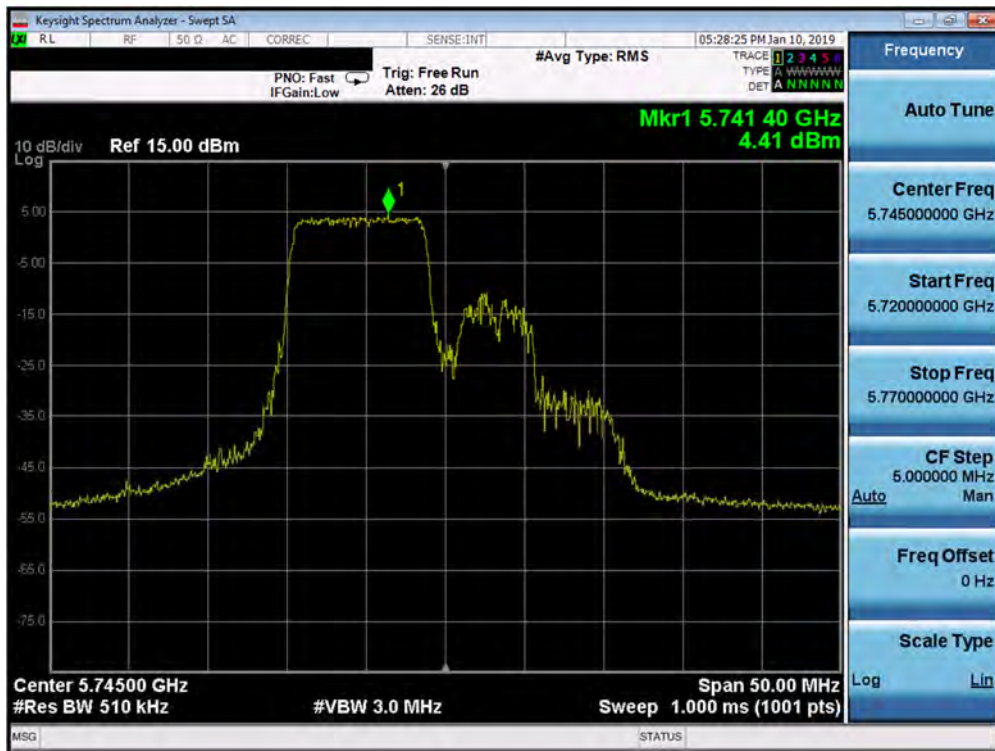 Keysight Spectrum Analyzer - Swept SA
LXI RL RF 50 Ω AC CORREC SENSE:INT 05:28:25 PM Jan 10, 2019
#Avg Type: RMS TRACE 1 2 3 4 5 6
PNO: Fast Trig: Free Run TYPE A WWWWW
IFGain:Low Atten: 26 dB DET A N N N N N
Mkr1 5.741 40 GHz
4.41 dBm
10 dB/div Ref 15.00 dBm
Log
1
5.00
-5.00
-15.0
-25.0
-35.0
-45.0
-55.0
-65.0
-75.0
Center 5.74500 GHz Span 50.00 MHz
#Res BW 510 kHz #VBW 3.0 MHz Sweep 1.000 ms (1001 pts)
MSG STATUS
Frequency
Auto Tune
Center Freq
5.745000000 GHz
Start Freq
5.720000000 GHz
Stop Freq
5.770000000 GHz
CF Step
5.000000 MHz
Auto Man
Freq Offset
0 Hz
Scale Type
Log Lin